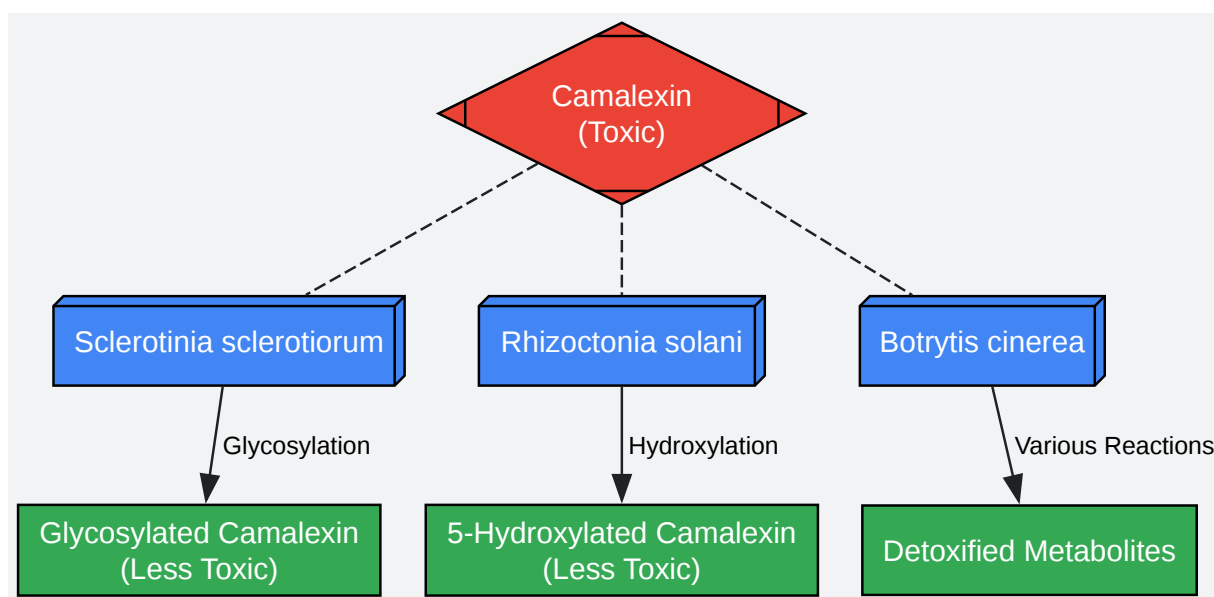 Camalexin
(Toxic)
Sclerotinia sclerotiorum
Rhizoctonia solani
Botrytis cinerea
Glycosylation
Hydroxylation
Various Reactions
Glycosylated Camalexin
(Less Toxic)
5-Hydroxylated Camalexin
(Less Toxic)
Detoxified Metabolites